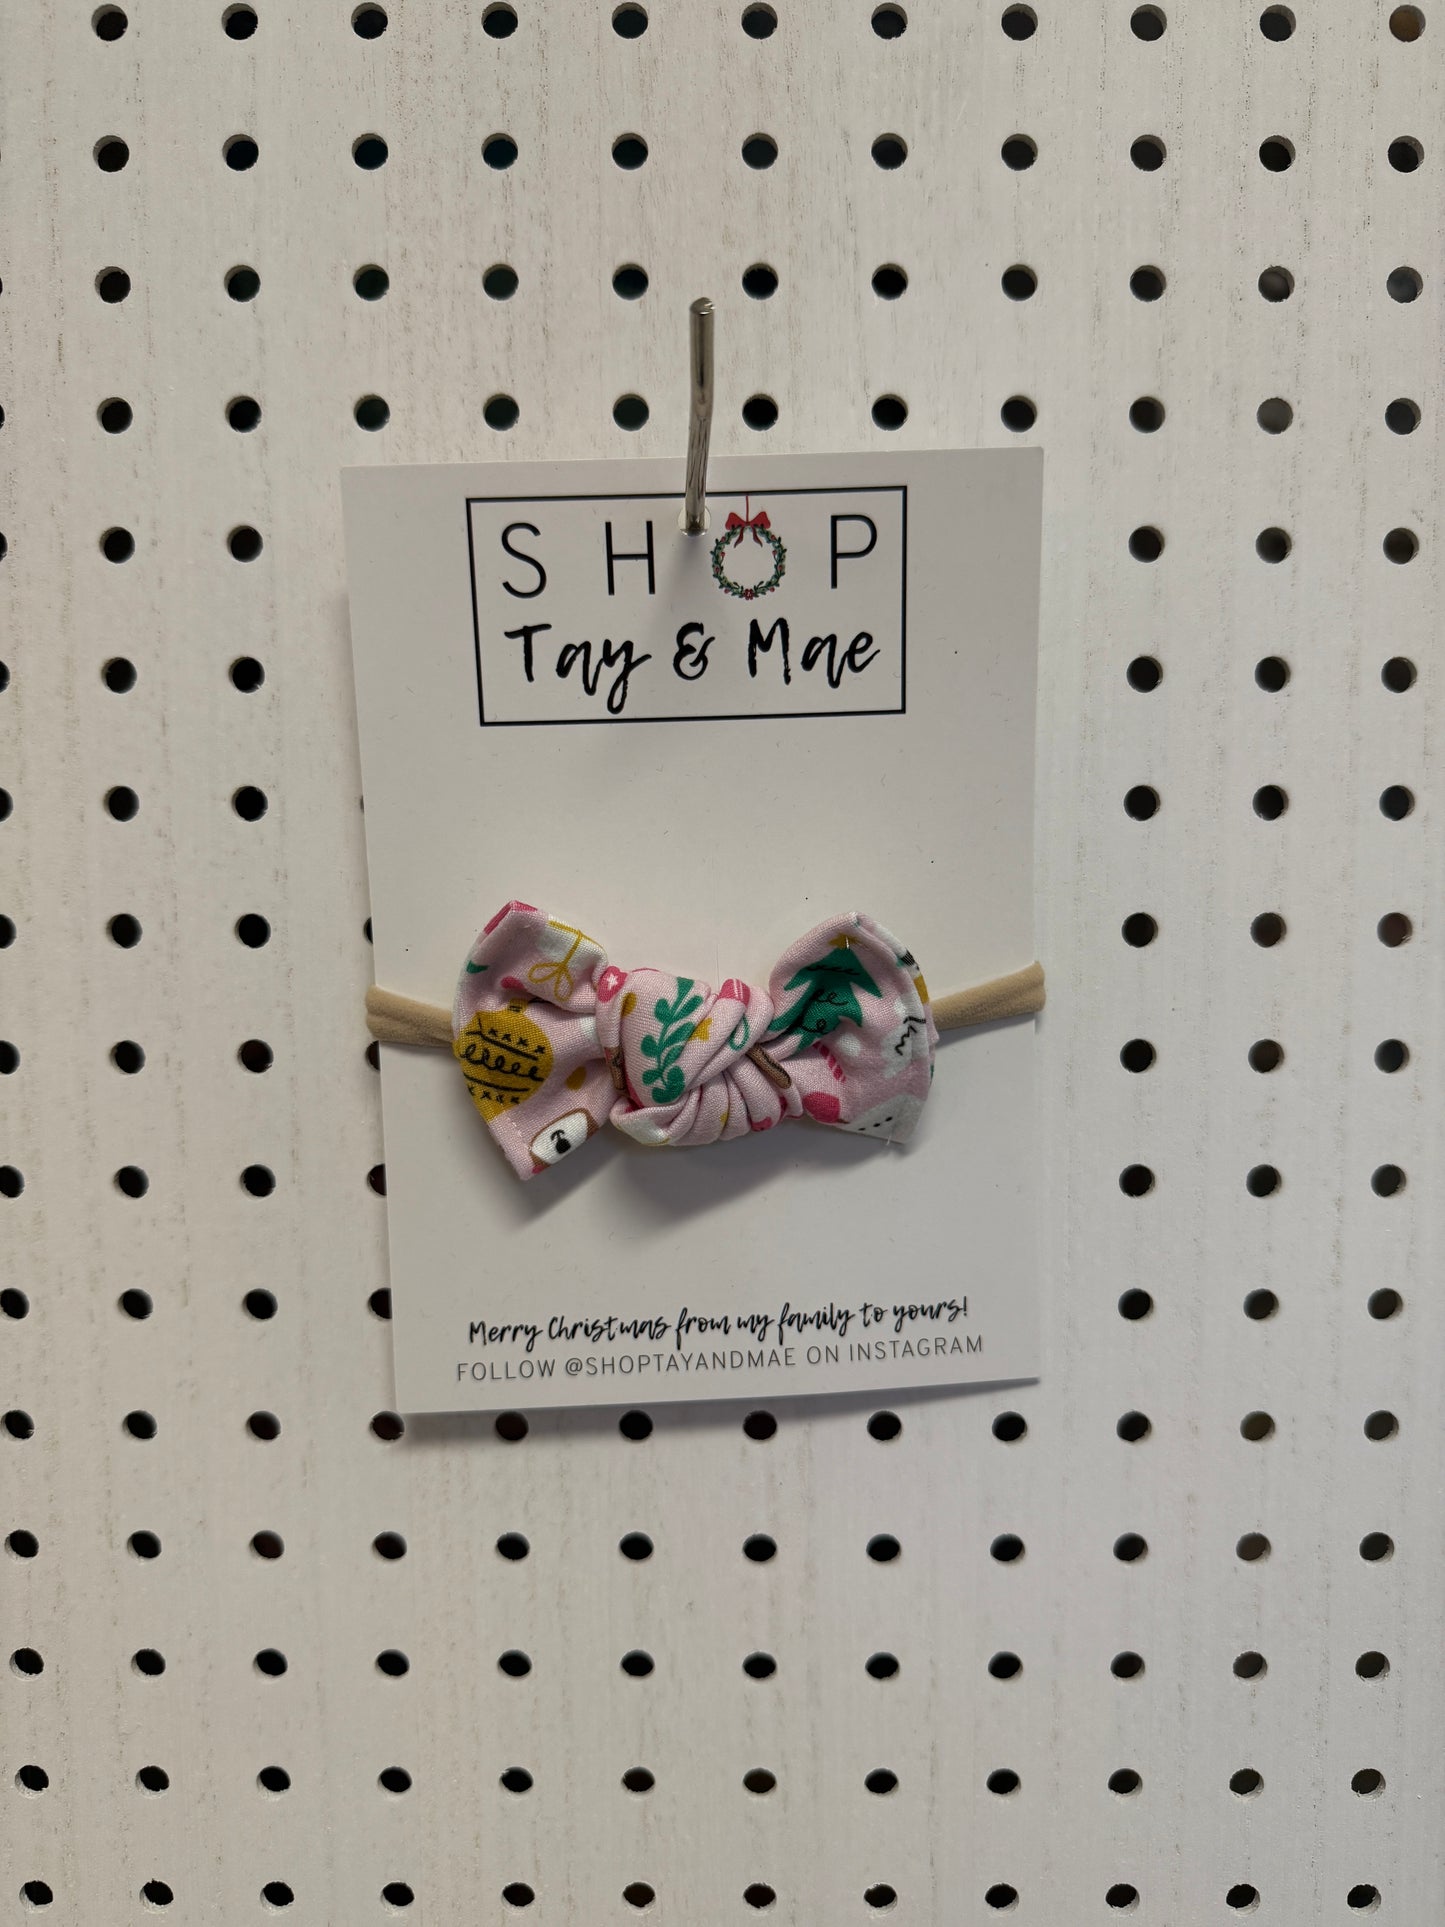 SHOP
Tay & Mae
Merry Christmas from my family to yours!
FOLLOW @SHOPTAYANDMAE ON INSTAGRAM